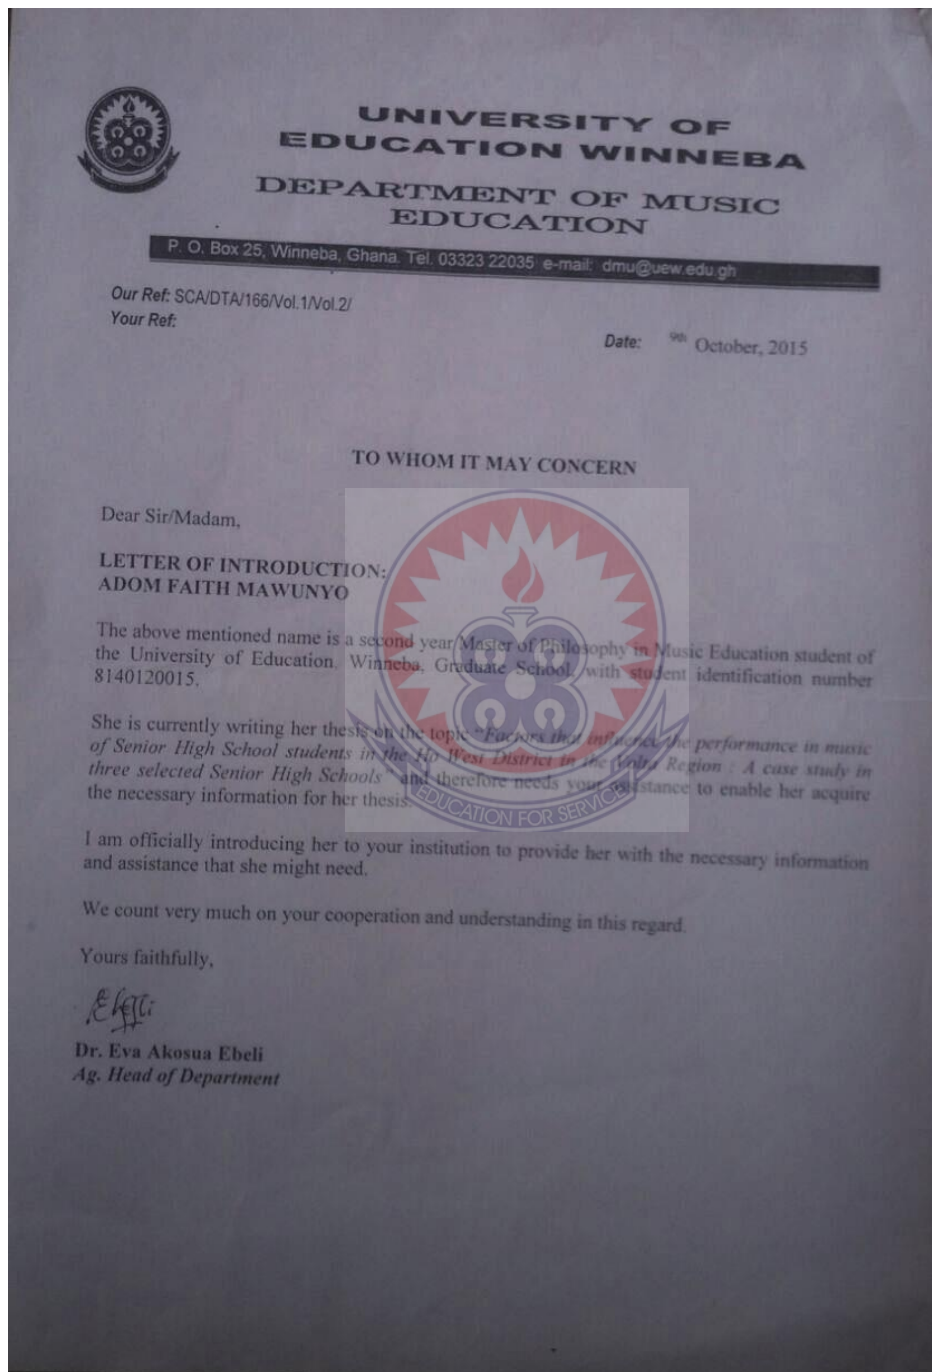 UNIVERSITY OF
EDUCATION WINNEBA
DEPARTMENT OF MUSIC
EDUCATION
P. O. Box 25, Winneba, Ghana. Tel. 03323 22035 e-mail: dmu@uew.edu.gh
Our Ref: SCA/DTA/166/Vol.1/Vol.2/
Your Ref:
Date: 9th October, 2015
TO WHOM IT MAY CONCERN
Dear Sir/Madam,
LETTER OF INTRODUCTION:
ADOM FAITH MAWUNYO
The above mentioned name is a second year Master of Philosophy in Music Education student of
the University of Education, Winneba, Graduate School, with student identification number
8140120015.
She is currently writing her thesis on the topic "Factors that influence the performance in music
of Senior High School students in the Ho West District in the Volta Region : A case study in
three selected Senior High Schools" and therefore needs your assistance to enable her acquire
the necessary information for her thesis.
I am officially introducing her to your institution to provide her with the necessary information
and assistance that she might need.
We count very much on your cooperation and understanding in this regard.
Yours faithfully,
Dr. Eva Akosua Ebeli
Ag. Head of Department
EDUCATION FOR SERVICE